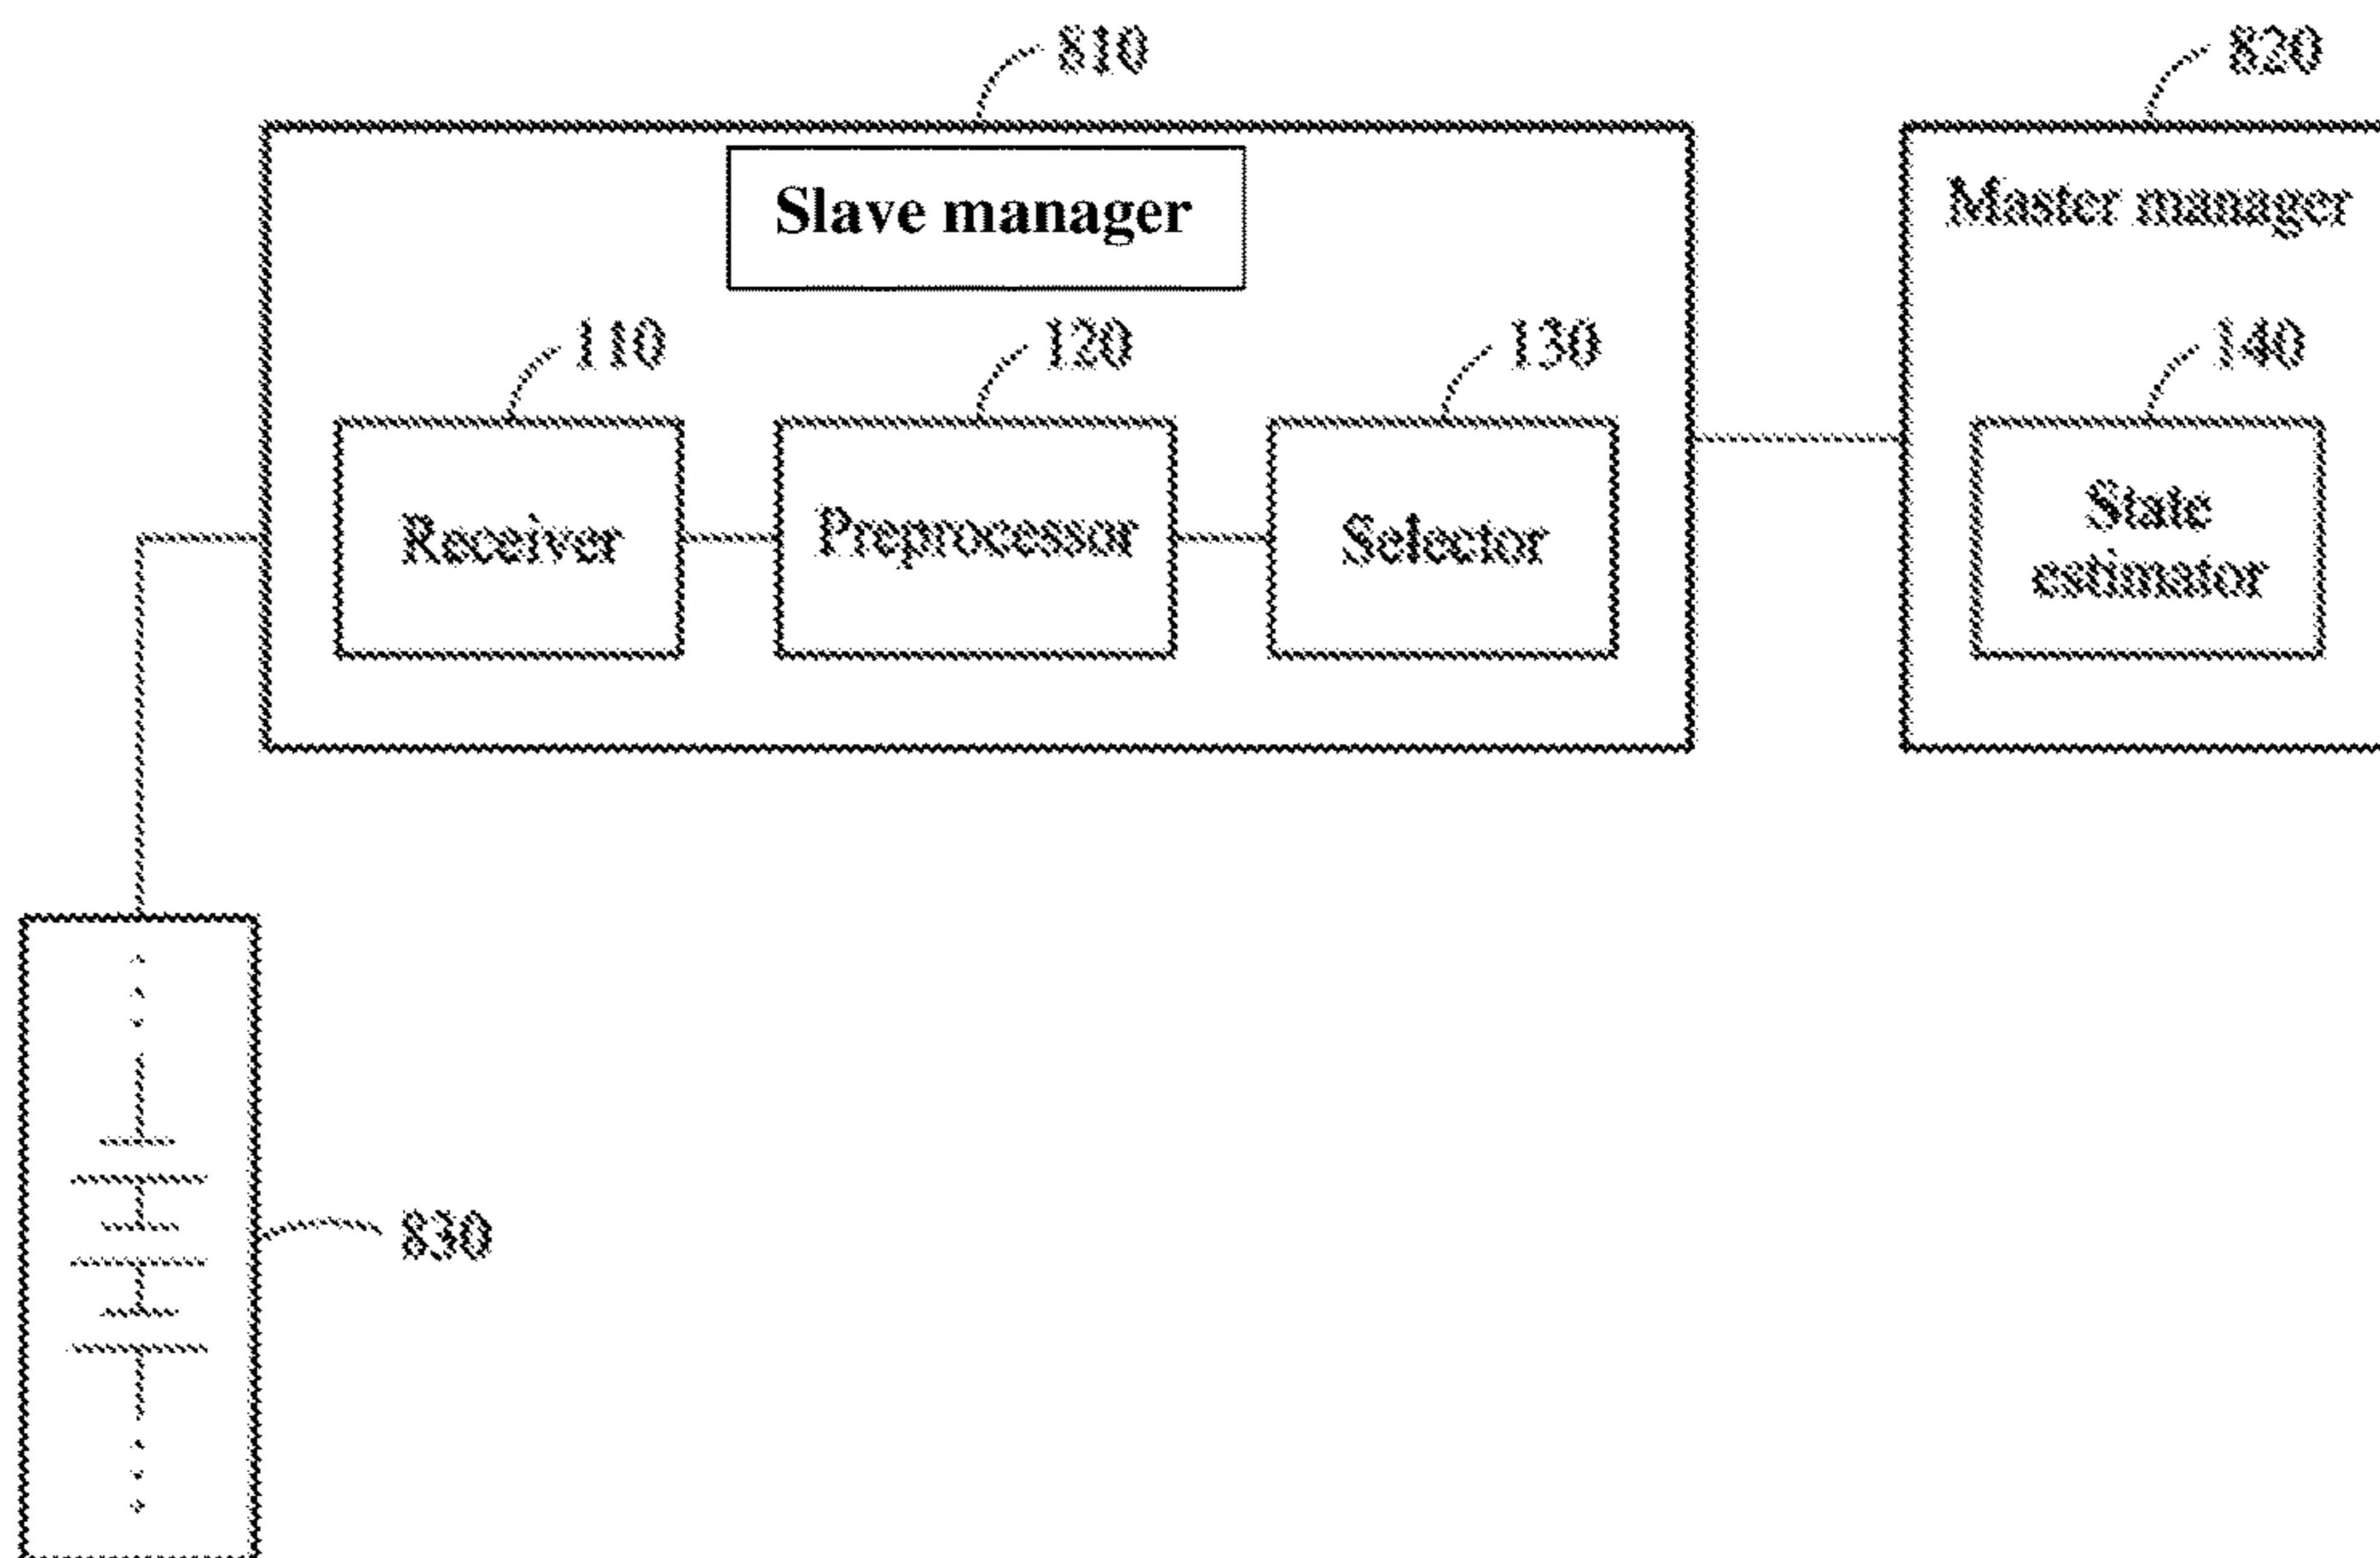 810
820
Slave manager
Master manager
110
120
130
140
Receiver
Preprocessor
Selector
State
estimator
830